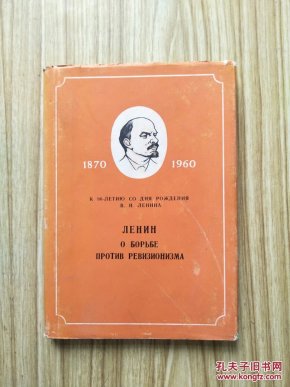 1870 1960
К 90-ЛЕТИЮ СО ДНЯ РОЖДЕНИЯ
В. И. ЛЕНИНА
ЛЕНИН
О БОРЬБЕ
ПРОТИВ РЕВИЗИОНИЗМА
孔夫子旧书网
www.kongfz.com